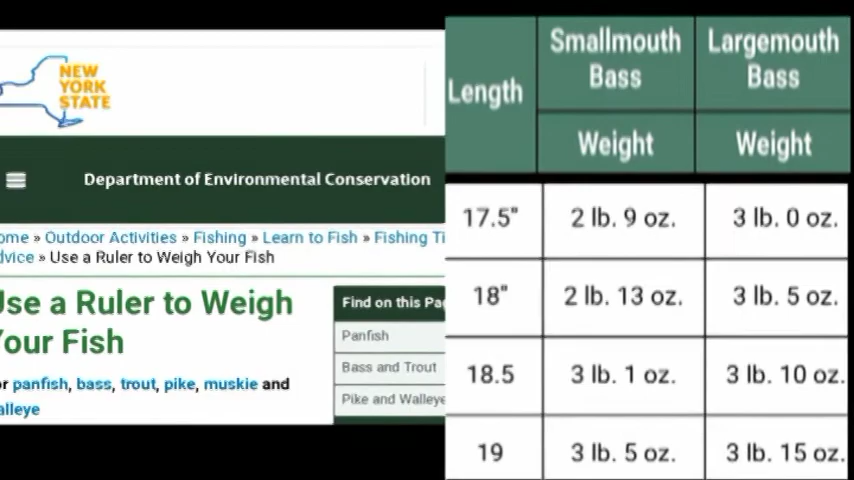 NEW
YORK
STATE
Department of Environmental Conservation
ome » Outdoor Activities » Fishing » Learn to Fish » Fishing Ti
dvice » Use a Ruler to Weigh Your Fish
Use a Ruler to Weigh
Your Fish
or panfish, bass, trout, pike, muskie and
alleye
Find on this Pag
Panfish
Bass and Trout
Pike and Walleye
Length
Smallmouth
Bass
Largemouth
Bass
Weight
Weight
17.5" 2 lb. 9 oz. 3 lb. 0 oz.
18" 2 lb. 13 oz. 3 lb. 5 oz.
18.5 3 lb. 1 oz. 3 lb. 10 oz.
19 3 lb. 5 oz. 3 lb. 15 oz.